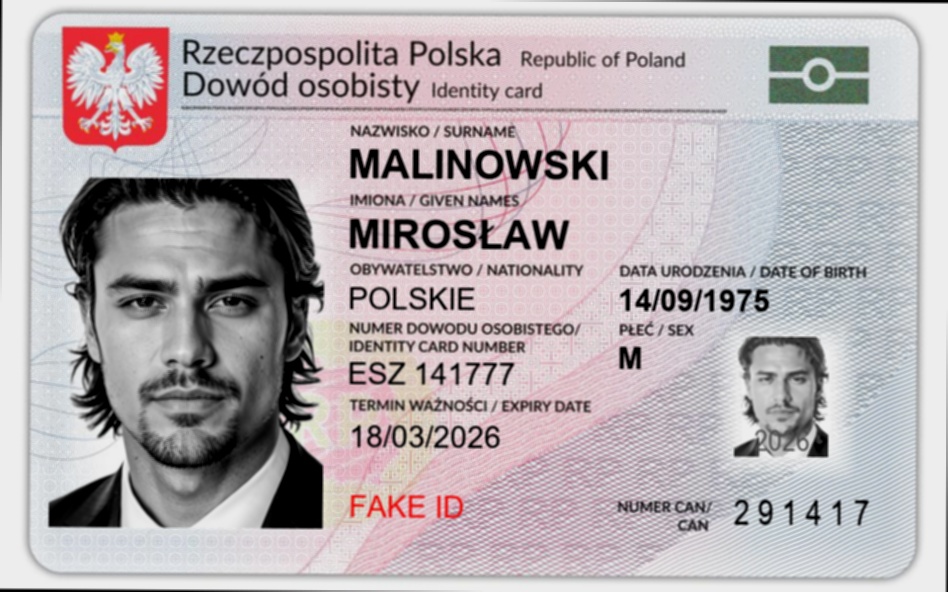 Rzeczpospolita Polska Republic of Poland
Dowód osobisty Identity card
NAZWISKO / SURNAME
MALINOWSKI
IMIONA / GIVEN NAMES
MIROSŁAW
OBYWATELSTWO / NATIONALITY
POLSKIE
DATA URODZENIA / DATE OF BIRTH
14/09/1975
NUMER DOWODU OSOBISTEGO/
IDENTITY CARD NUMBER
ESZ 141777
PŁEĆ / SEX
M
TERMIN WAŻNOŚCI / EXPIRY DATE
18/03/2026
2026
FAKE ID
NUMER CAN/
CAN
291417